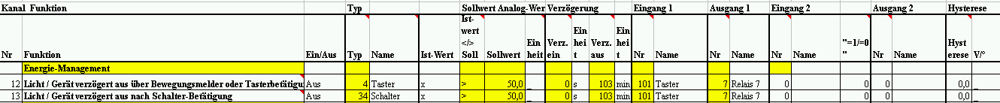 Kanal Funktion Typ Sollwert Analog-Wer Verzögerung Eingang 1 Ausgang 1 Eingang 2 Ausgang 2 Hysterese
Nr Funktion Ein/Aus Typ Name Ist-Wert Ist-wert </> Soll Sollwert Ein heit Verz. ein Ein hei t Verz. aus Ein hei t Nr Name Nr Name Nr Name "=1/=0 " Nr Name Hyst erese V/°
Energie-Management
12 Licht / Gerät verzögert aus über Bewegungsmelder oder Tasterbetätigu Aus 4 Taster x > 50,0 _ 0 s 103 min 101 Taster 7 Relais 7 0 0 0 0,0 _
13 Licht / Gerät verzögert aus nach Schalter-Betätigung Aus 34 Schalter x > 50,0 _ 0 s 103 min 101 Taster 7 Relais 7 0 0 0 0,0 _